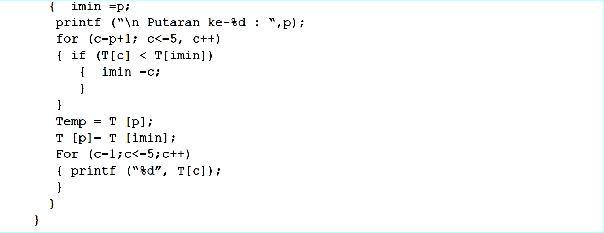 { imin =p;
printf ("\n Putaran ke-%d : ",p);
for (c-p+1; c<-5, c++)
{ if (T[c] < T[imin])
{ imin -c;
}
}
Temp = T [p];
T [p]- T [imin];
For (c-1;c<-5;c++)
{ printf ("%d", T[c]);
}
}
}